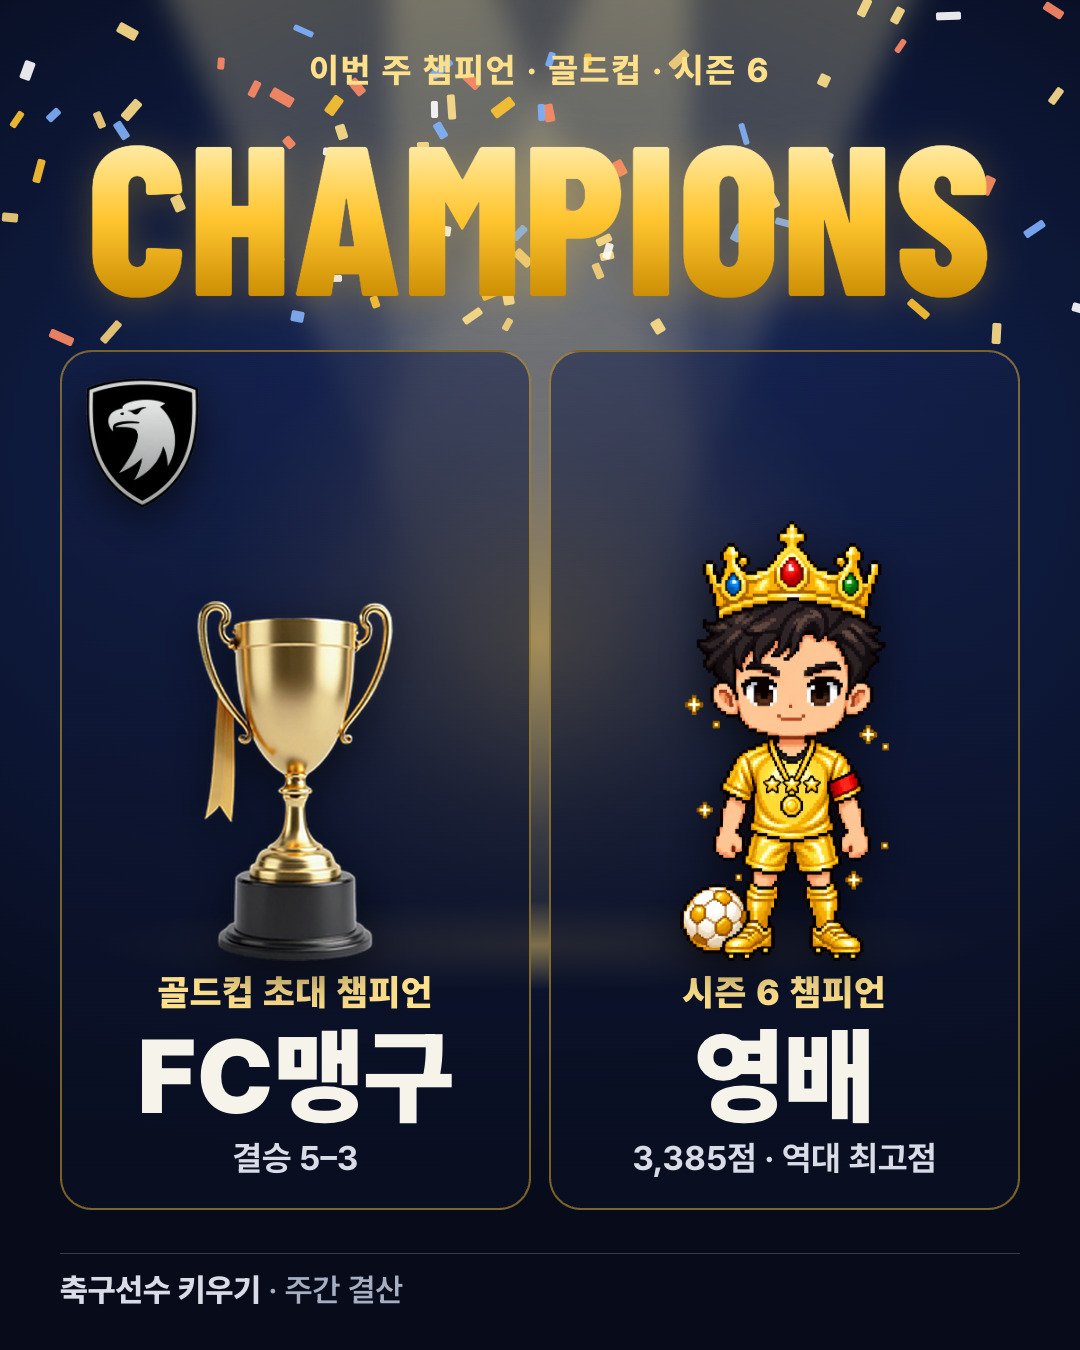 이번 주 챔피언 · 골드컵 · 시즌 6
CHAMPIONS
골드컵 초대 챔피언
FC맹구
결승 5–3
시즌 6 챔피언
영배
3,385점 · 역대 최고점
축구선수 키우기 · 주간 결산